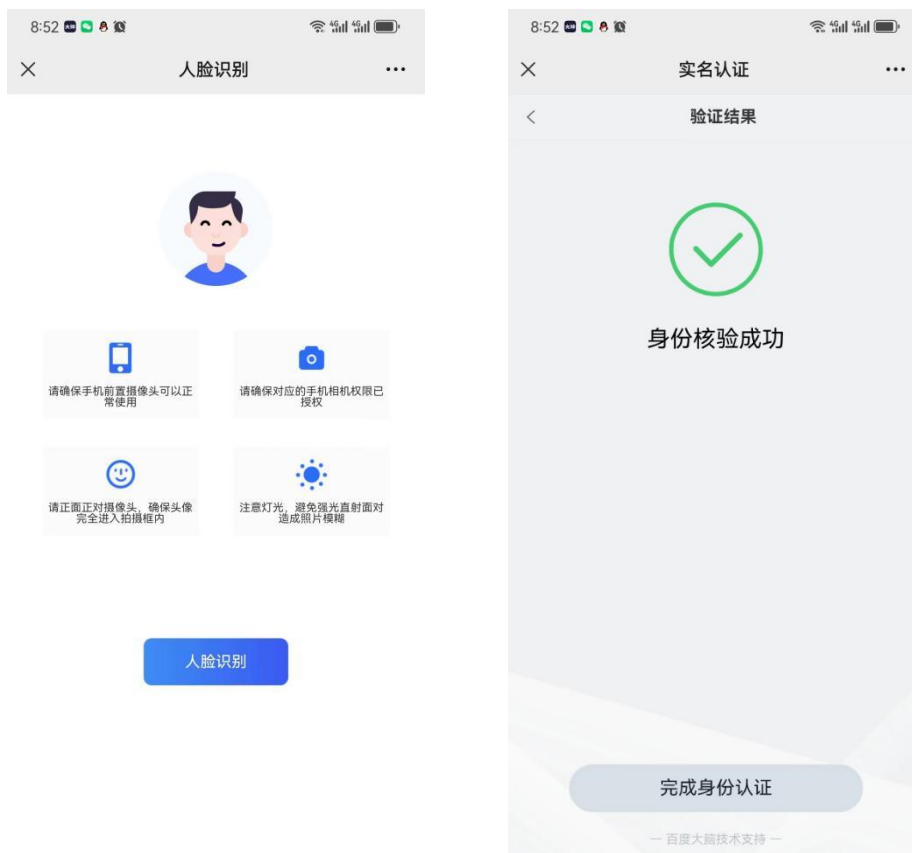 8:52
人脸识别
请确保手机前置摄像头可以正
常使用
请确保对应的手机相机权限已
授权
请正面正对摄像头，确保头像
完全进入拍摄框内
注意灯光，避免强光直射面对
造成照片模糊
人脸识别
8:52
实名认证
验证结果
身份核验成功
完成身份认证
— 百度大脑技术支持 —